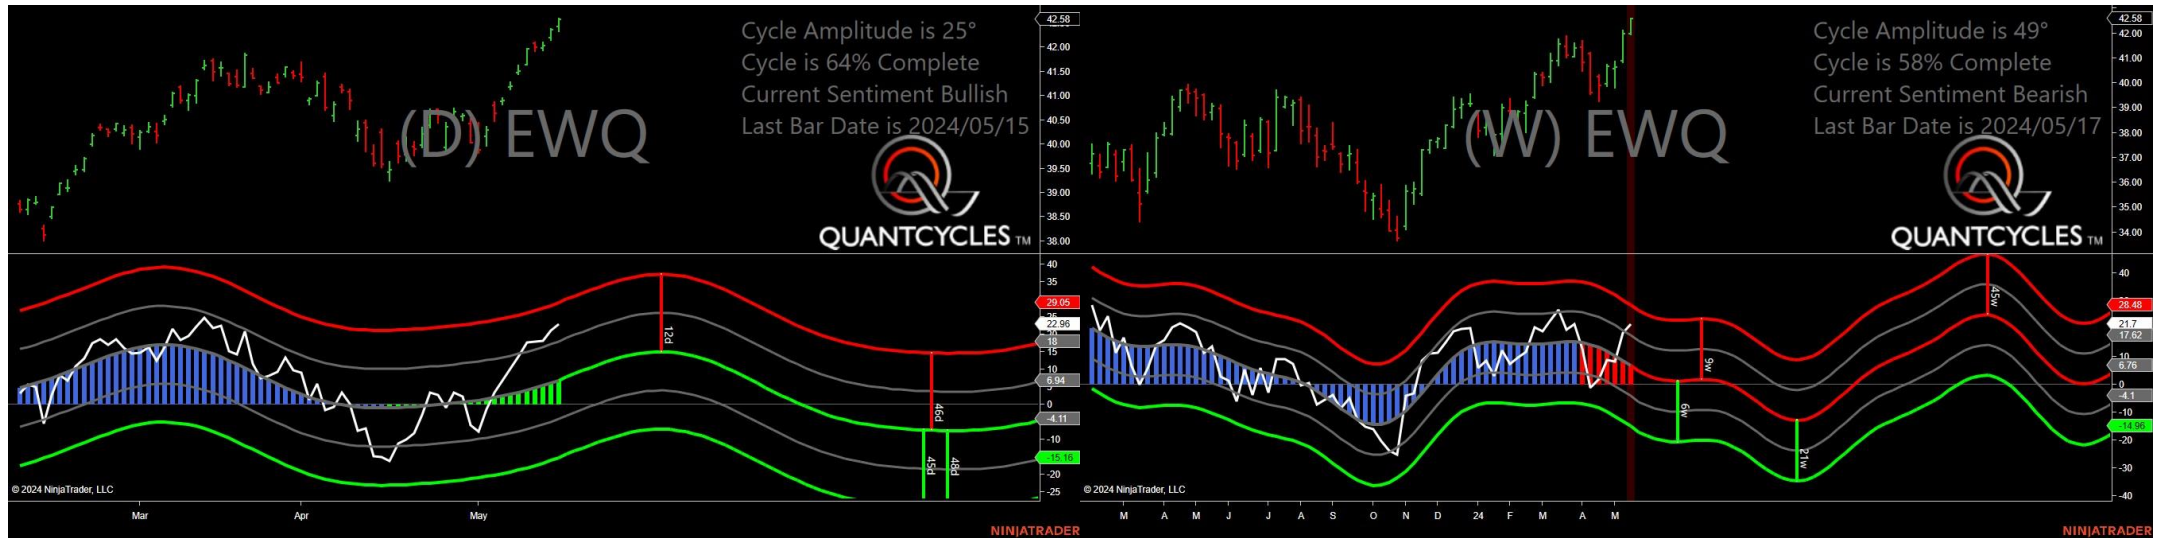 Cycle Amplitude is 25°
Cycle is 64% Complete
Current Sentiment Bullish
Last Bar Date is 2024/05/15
(D) EWQ
QUANTCYCLES TM
42.58
42.00
41.50
41.00
40.50
40.00
39.50
39.00
38.50
38.00
40
35
29.05
25
22.96
18
15
10
6.94
0
-4.11
-10
-15.16
-20
-25
12d
46d
45d
48d
© 2024 NinjaTrader, LLC
Mar Apr May
NINJATRADER
Cycle Amplitude is 49°
Cycle is 58% Complete
Current Sentiment Bearish
Last Bar Date is 2024/05/17
(W) EWQ
QUANTCYCLES TM
42.58
42.00
41.00
40.00
39.00
38.00
37.00
36.00
35.00
34.00
40
28.48
21.7
17.62
10
6.76
0
-4.1
-10
-14.96
-20
-30
-40
9w
6w
21w
45w
© 2024 NinjaTrader, LLC
M A M J J A S O N D 24 F M A M
NINJATRADER